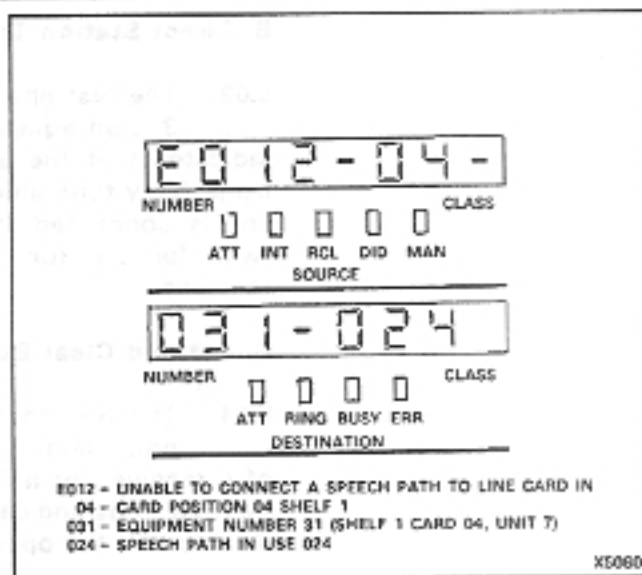 E012-04-
NUMBER CLASS
ATT INT RCL DID MAN
SOURCE
031-024
NUMBER CLASS
ATT RING BUSY ERR
DESTINATION
E012 - UNABLE TO CONNECT A SPEECH PATH TO LINE CARD IN
04 - CARD POSITION 04 SHELF 1
031 - EQUIPMENT NUMBER 31 (SHELF 1 CARD 04, UNIT 7)
024 - SPEECH PATH IN USE 024
X5060